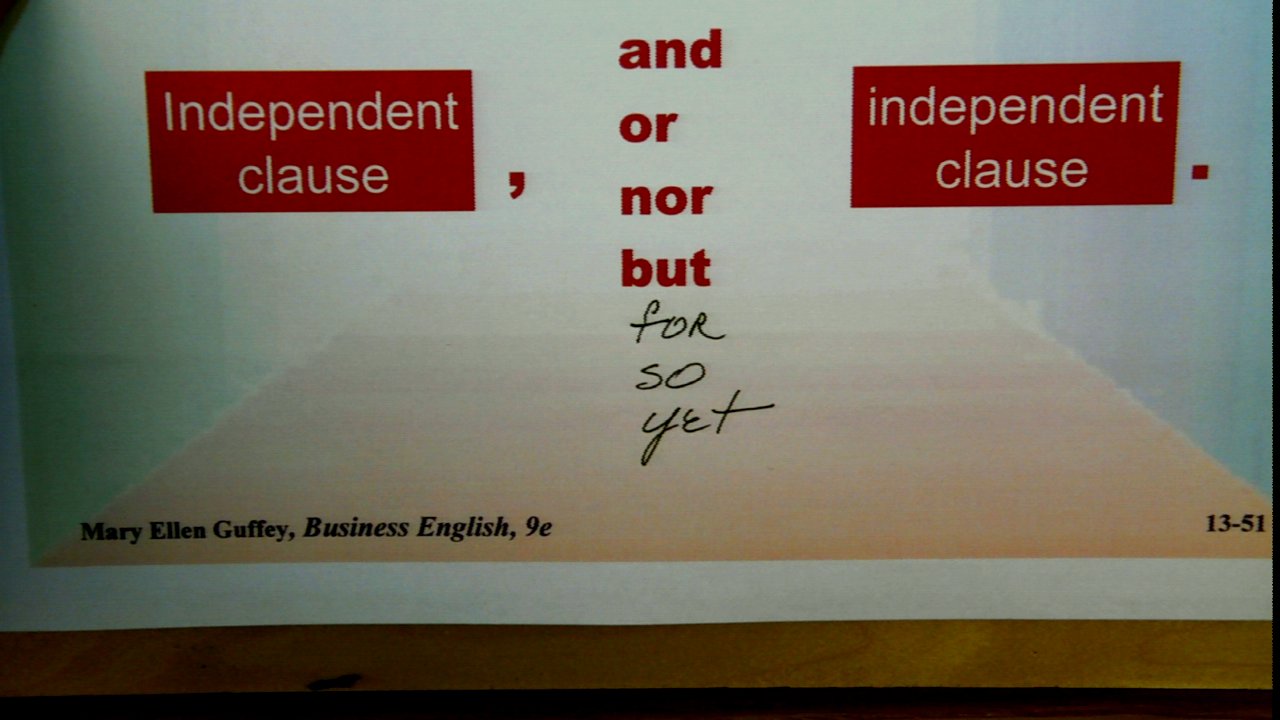 Independent
clause
,
and
or
nor
but
for
so
yet
independent
clause
.
Mary Ellen Guffey, Business English, 9e
13-51